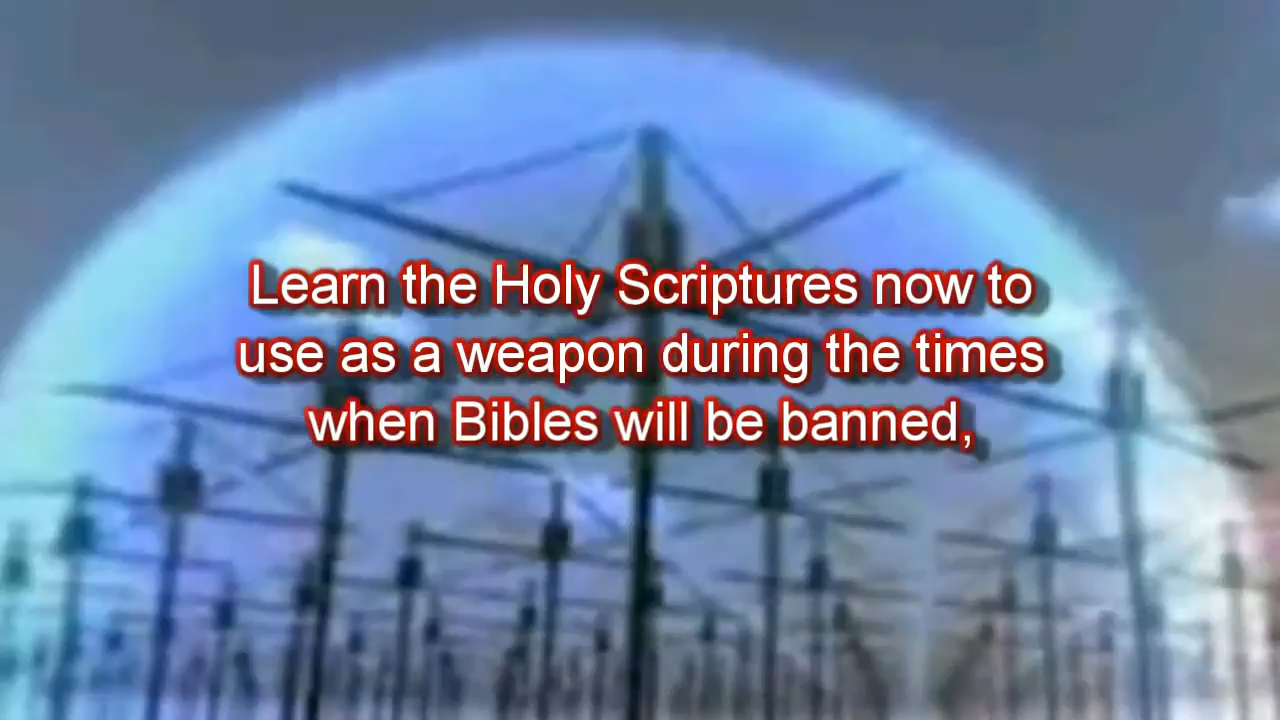 Learn the Holy Scriptures now to
use as a weapon during the times
when Bibles will be banned,